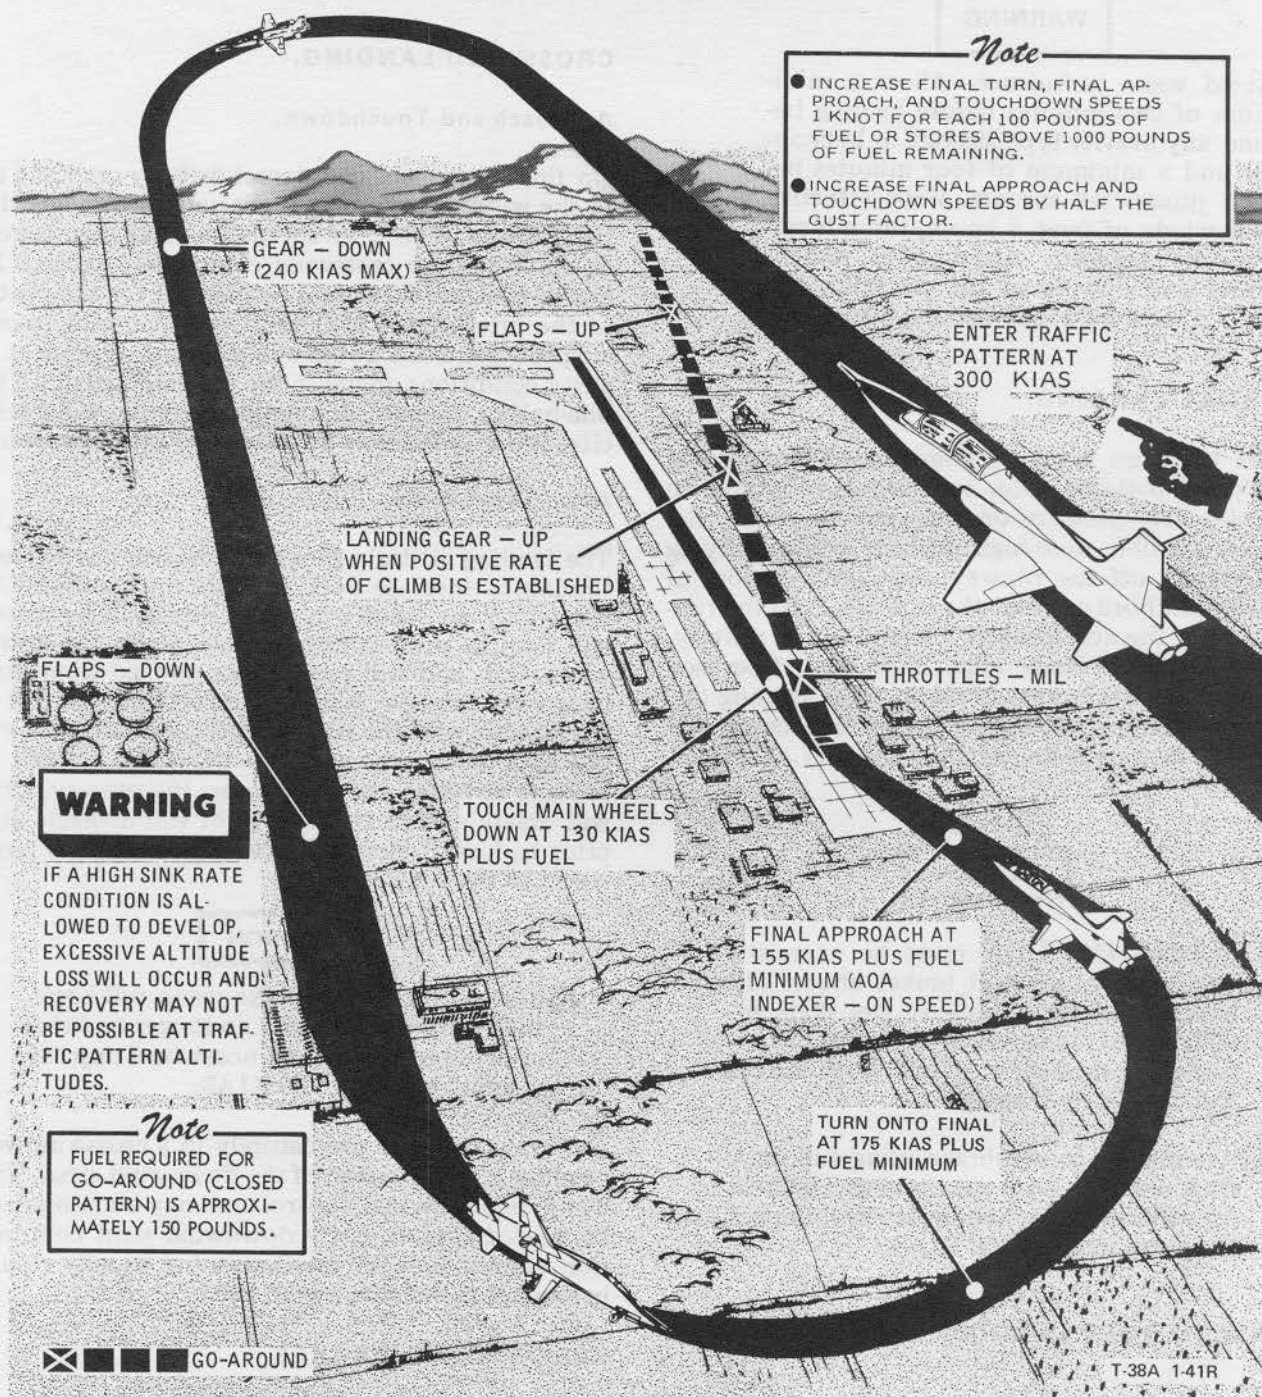 Note
● INCREASE FINAL TURN, FINAL AP-
PROACH, AND TOUCHDOWN SPEEDS
1 KNOT FOR EACH 100 POUNDS OF
FUEL OR STORES ABOVE 1000 POUNDS
OF FUEL REMAINING.
● INCREASE FINAL APPROACH AND
TOUCHDOWN SPEEDS BY HALF THE
GUST FACTOR.
GEAR — DOWN
(240 KIAS MAX)
FLAPS — UP
ENTER TRAFFIC
PATTERN AT
300 KIAS
LANDING GEAR — UP
WHEN POSITIVE RATE
OF CLIMB IS ESTABLISHED
FLAPS — DOWN
THROTTLES — MIL
WARNING
IF A HIGH SINK RATE
CONDITION IS AL-
LOWED TO DEVELOP,
EXCESSIVE ALTITUDE
LOSS WILL OCCUR AND
RECOVERY MAY NOT
BE POSSIBLE AT TRAF-
FIC PATTERN ALTI-
TUDES.
TOUCH MAIN WHEELS
DOWN AT 130 KIAS
PLUS FUEL
FINAL APPROACH AT
155 KIAS PLUS FUEL
MINIMUM (AOA
INDEXER — ON SPEED)
Note
FUEL REQUIRED FOR
GO-AROUND (CLOSED
PATTERN) IS APPROXI-
MATELY 150 POUNDS.
TURN ONTO FINAL
AT 175 KIAS PLUS
FUEL MINIMUM
GO-AROUND
T-38A 1-41R